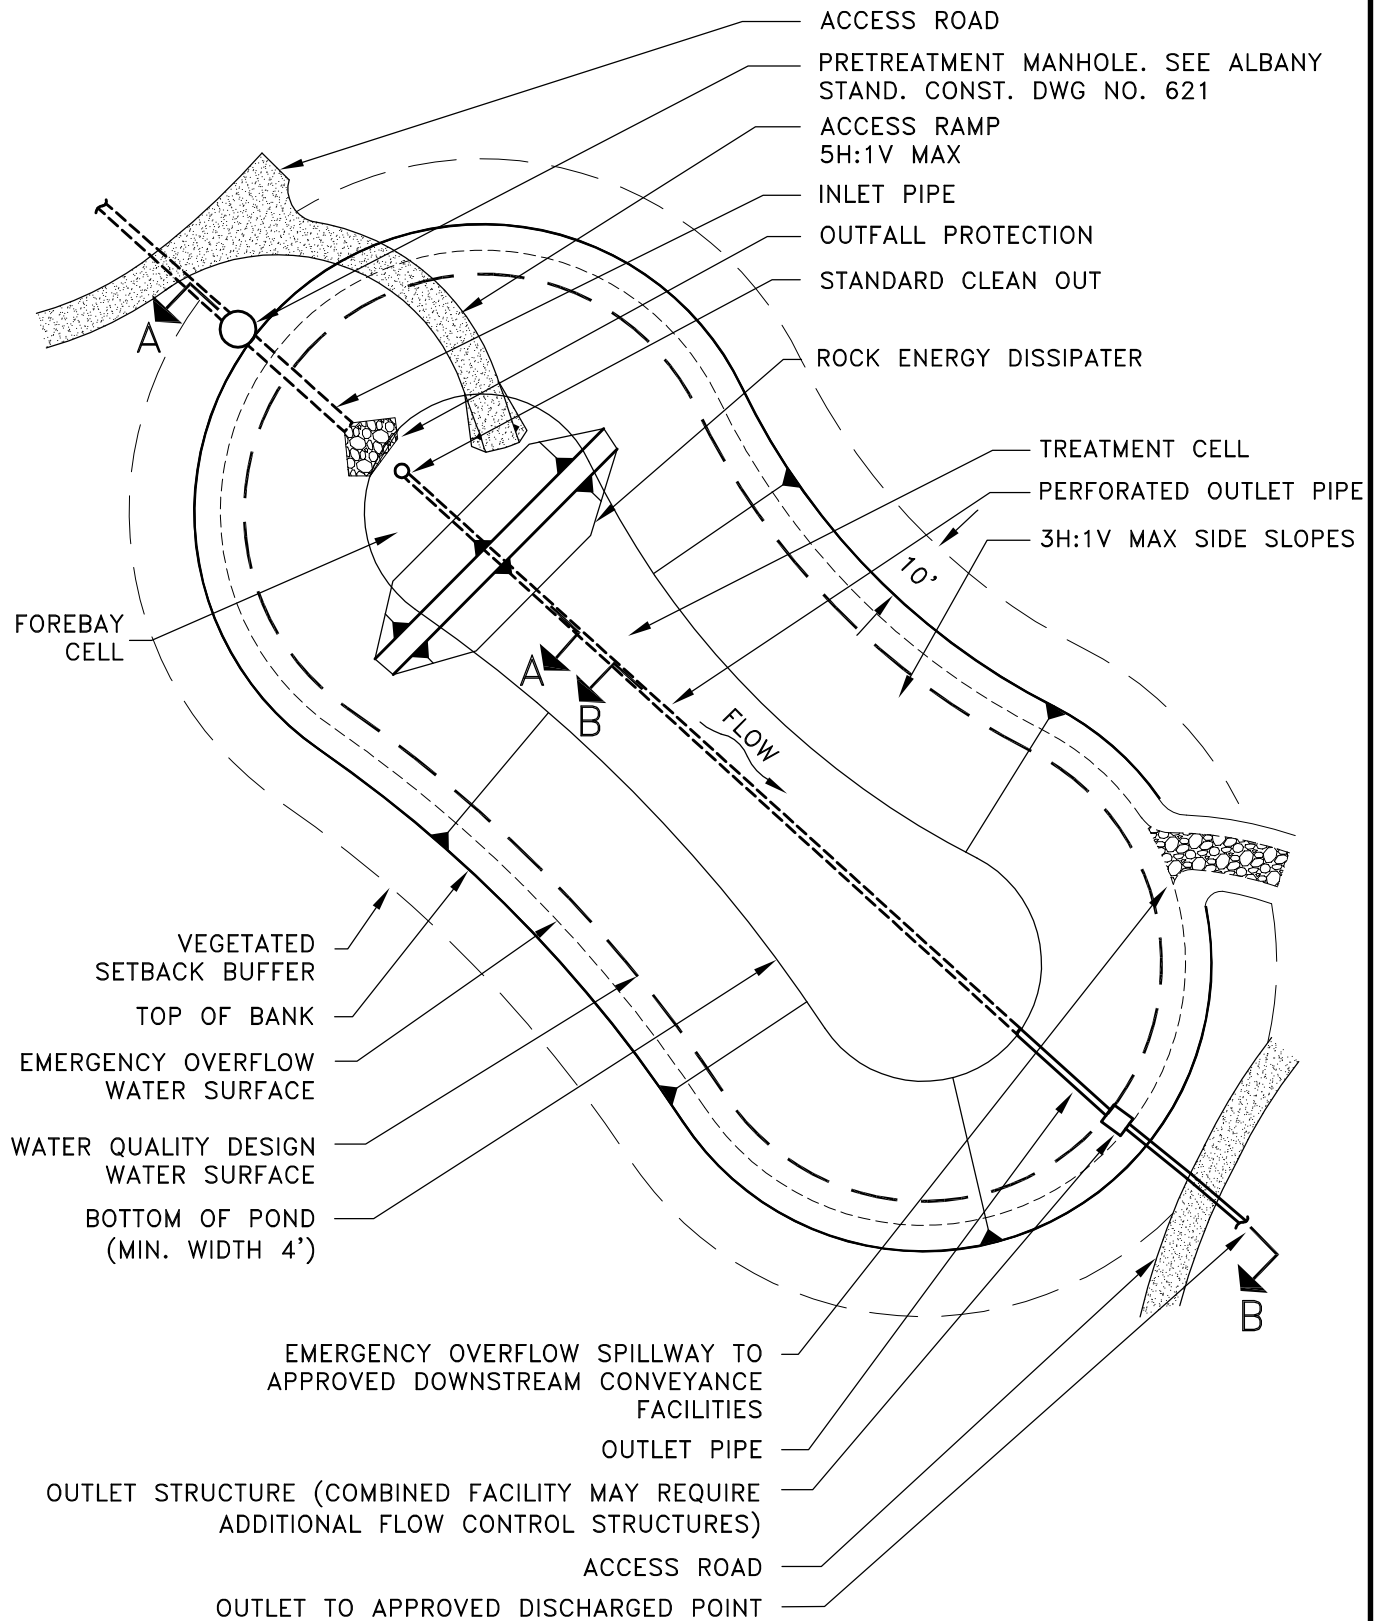 ACCESS ROAD
PRETREATMENT MANHOLE. SEE ALBANY
STAND. CONST. DWG NO. 621
ACCESS RAMP
5H:1V MAX
INLET PIPE
OUTFALL PROTECTION
STANDARD CLEAN OUT
A
ROCK ENERGY DISSIPATER
TREATMENT CELL
PERFORATED OUTLET PIPE
3H:1V MAX SIDE SLOPES
10'
FOREBAY
CELL
A
B
FLOW
VEGETATED
SETBACK BUFFER
TOP OF BANK
EMERGENCY OVERFLOW
WATER SURFACE
WATER QUALITY DESIGN
WATER SURFACE
BOTTOM OF POND
(MIN. WIDTH 4')
B
EMERGENCY OVERFLOW SPILLWAY TO
APPROVED DOWNSTREAM CONVEYANCE
FACILITIES
OUTLET PIPE
OUTLET STRUCTURE (COMBINED FACILITY MAY REQUIRE
ADDITIONAL FLOW CONTROL STRUCTURES)
ACCESS ROAD
OUTLET TO APPROVED DISCHARGED POINT